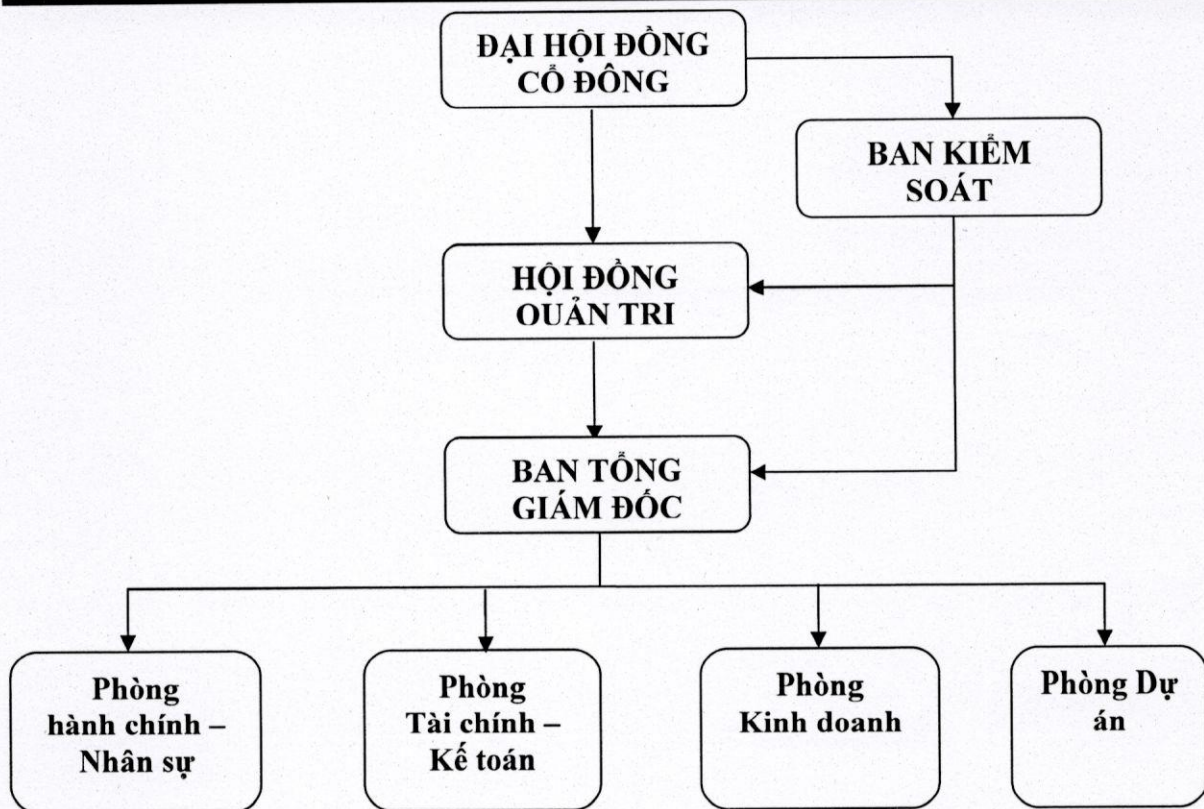 ĐẠI HỘI ĐỒNG
CỔ ĐÔNG
BAN KIỂM
SOÁT
HỘI ĐỒNG
QUẢN TRI
BAN TỔNG
GIÁM ĐỐC
Phòng
hành chính –
Nhân sự
Phòng
Tài chính –
Kế toán
Phòng
Kinh doanh
Phòng Dự
án